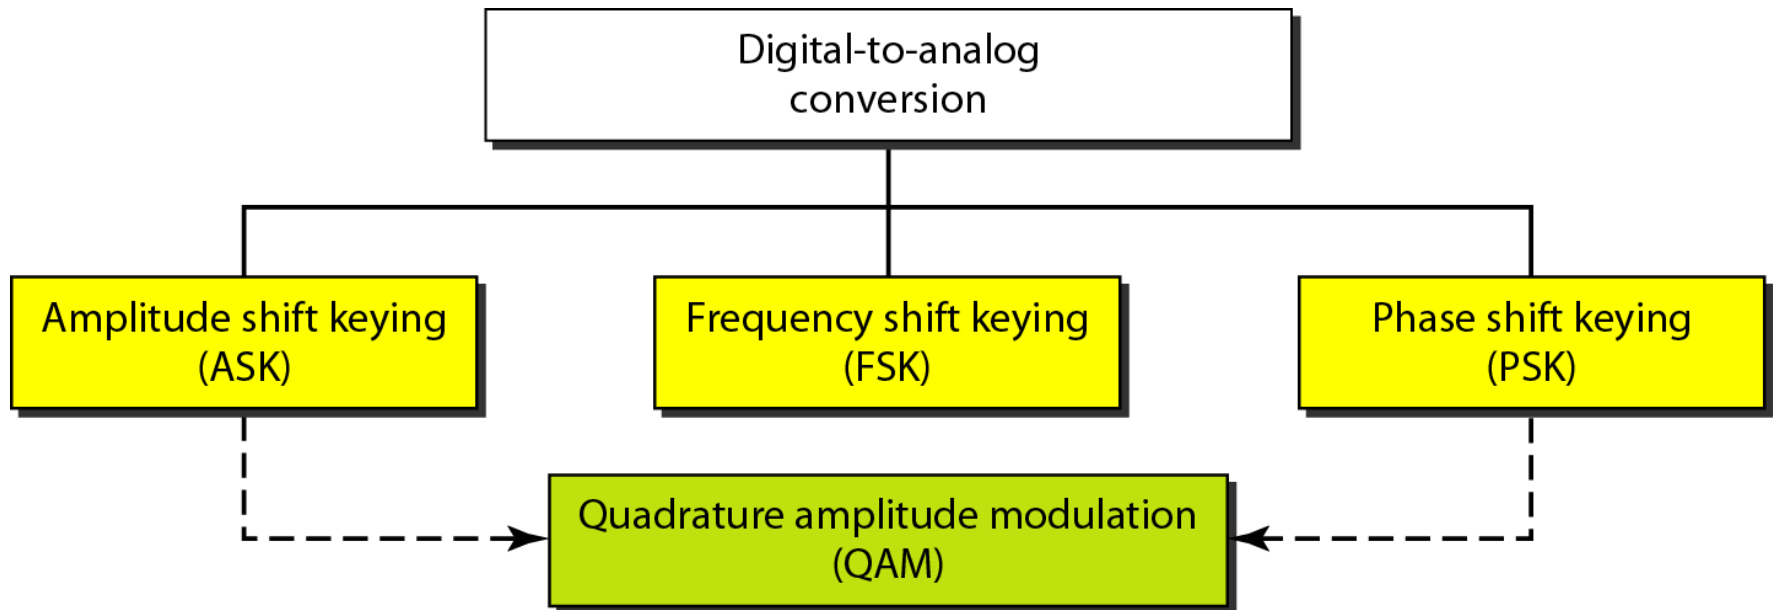 Digital-to-analog
conversion
Amplitude shift keying
(ASK)
Frequency shift keying
(FSK)
Phase shift keying
(PSK)
Quadrature amplitude modulation
(QAM)